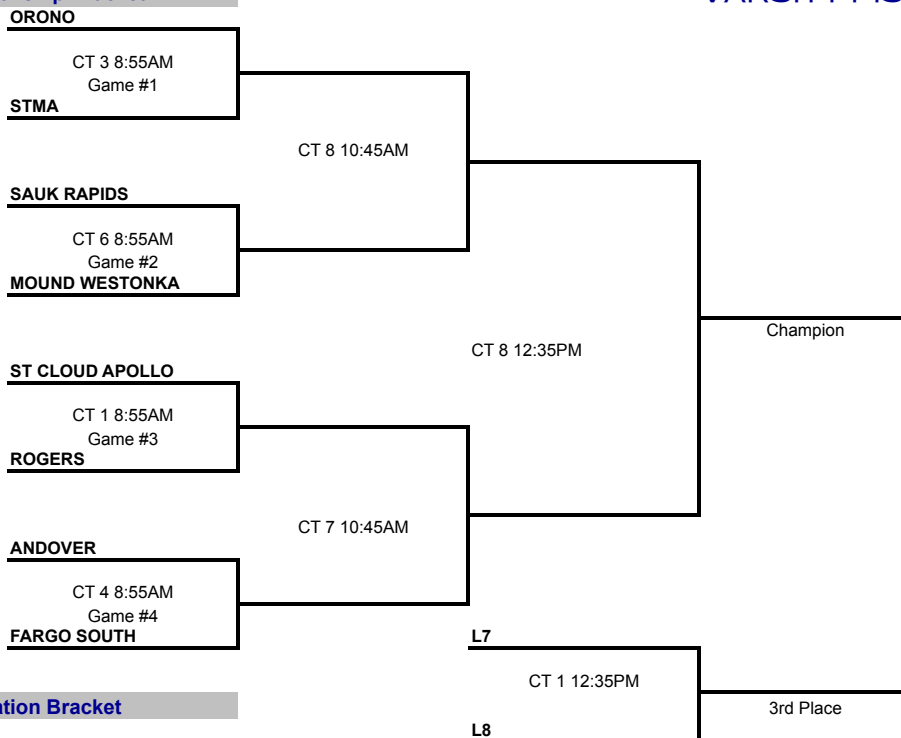 ORONO
CT 3 8:55AM
Game #1
STMA
CT 8 10:45AM
SAUK RAPIDS
CT 6 8:55AM
Game #2
MOUND WESTONKA
CT 8 12:35PM
Champion
ST CLOUD APOLLO
CT 1 8:55AM
Game #3
ROGERS
CT 7 10:45AM
ANDOVER
CT 4 8:55AM
Game #4
FARGO SOUTH
L7
CT 1 12:35PM
3rd Place
Bracket
L8